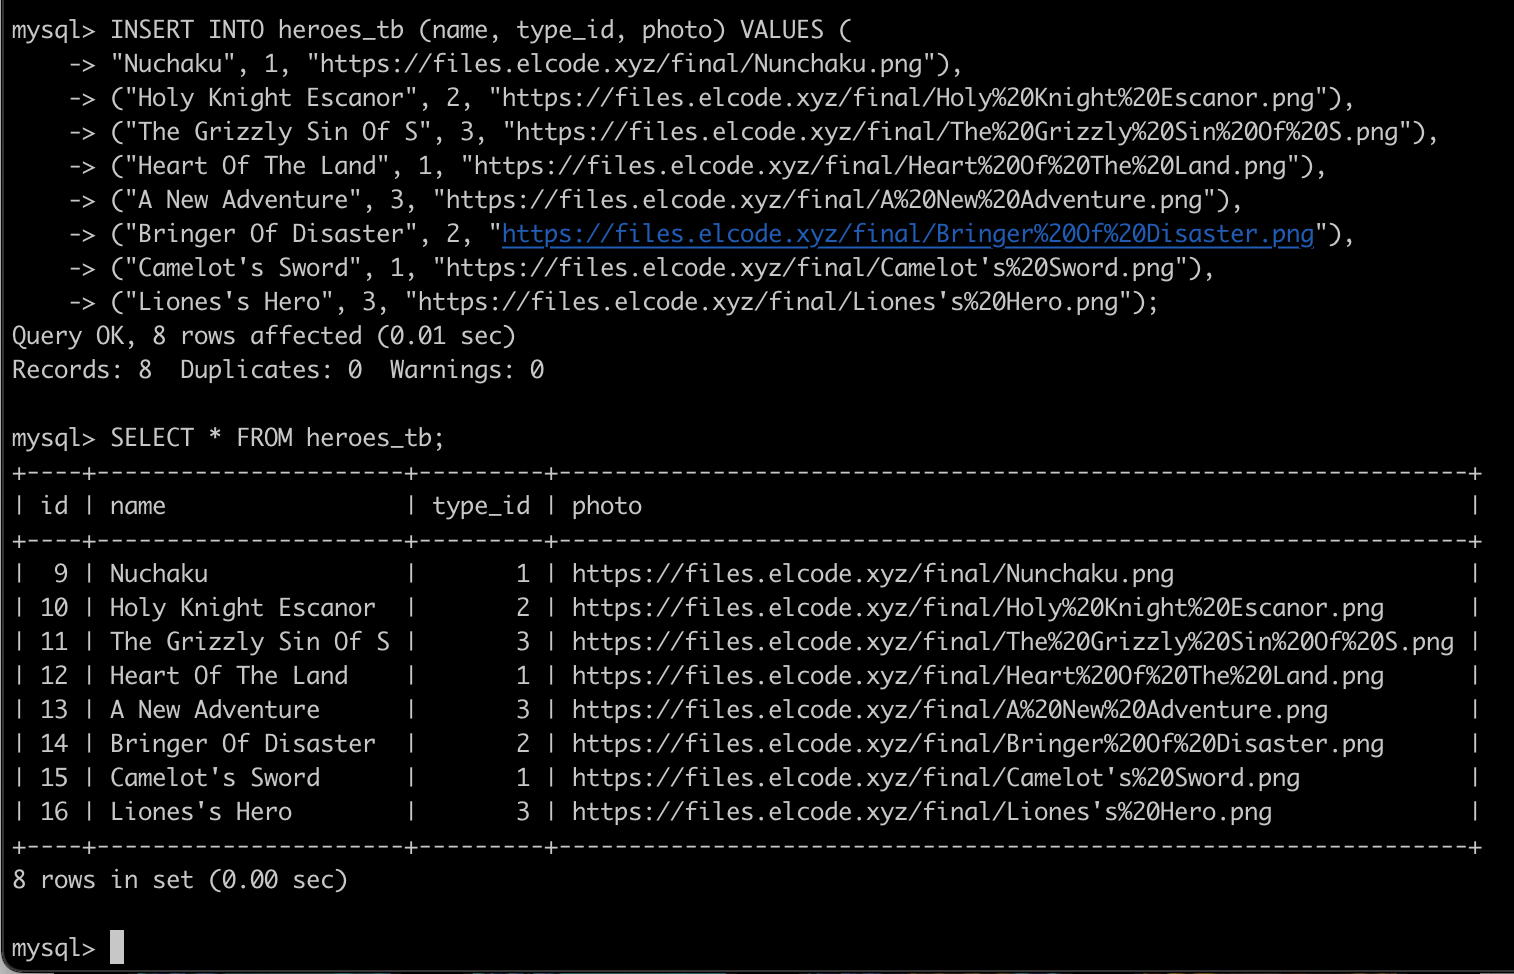 mysql> INSERT INTO heroes_tb (name, type_id, photo) VALUES (
    -> "Nuchaku", 1, "https://files.elcode.xyz/final/Nunchaku.png"),
    -> ("Holy Knight Escanor", 2, "https://files.elcode.xyz/final/Holy%20Knight%20Escanor.png"),
    -> ("The Grizzly Sin Of S", 3, "https://files.elcode.xyz/final/The%20Grizzly%20Sin%20Of%20S.png"),
    -> ("Heart Of The Land", 1, "https://files.elcode.xyz/final/Heart%20Of%20The%20Land.png"),
    -> ("A New Adventure", 3, "https://files.elcode.xyz/final/A%20New%20Adventure.png"),
    -> ("Bringer Of Disaster", 2, "https://files.elcode.xyz/final/Bringer%20Of%20Disaster.png"),
    -> ("Camelot's Sword", 1, "https://files.elcode.xyz/final/Camelot's%20Sword.png"),
    -> ("Liones's Hero", 3, "https://files.elcode.xyz/final/Liones's%20Hero.png");
Query OK, 8 rows affected (0.01 sec)
Records: 8  Duplicates: 0  Warnings: 0

mysql> SELECT * FROM heroes_tb;
+----+----------------------+---------+-----------------------------------------------------------------+
| id | name                 | type_id | photo                                                           |
+----+----------------------+---------+-----------------------------------------------------------------+
|  9 | Nuchaku              |       1 | https://files.elcode.xyz/final/Nunchaku.png                     |
| 10 | Holy Knight Escanor  |       2 | https://files.elcode.xyz/final/Holy%20Knight%20Escanor.png      |
| 11 | The Grizzly Sin Of S |       3 | https://files.elcode.xyz/final/The%20Grizzly%20Sin%20Of%20S.png |
| 12 | Heart Of The Land    |       1 | https://files.elcode.xyz/final/Heart%20Of%20The%20Land.png      |
| 13 | A New Adventure      |       3 | https://files.elcode.xyz/final/A%20New%20Adventure.png          |
| 14 | Bringer Of Disaster  |       2 | https://files.elcode.xyz/final/Bringer%20Of%20Disaster.png      |
| 15 | Camelot's Sword      |       1 | https://files.elcode.xyz/final/Camelot's%20Sword.png            |
| 16 | Liones's Hero        |       3 | https://files.elcode.xyz/final/Liones's%20Hero.png              |
+----+----------------------+---------+-----------------------------------------------------------------+
8 rows in set (0.00 sec)

mysql>